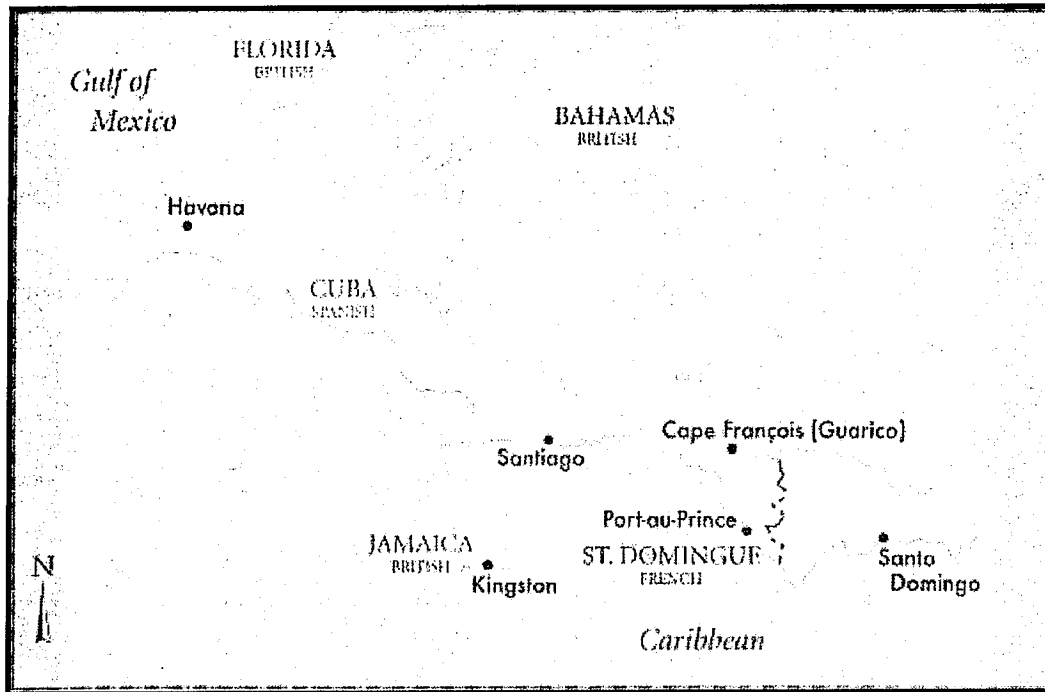 FLORIDA
BRITISH
Gulf of
Mexico
BAHAMAS
BRITISH
Havana
CUBA
SPANISH
Cape François (Guarico)
Santiago
Port-au-Prince
JAMAICA
BRITISH
ST. DOMINGUE
FRENCH
Santo
Domingo
Kingston
N
Caribbean